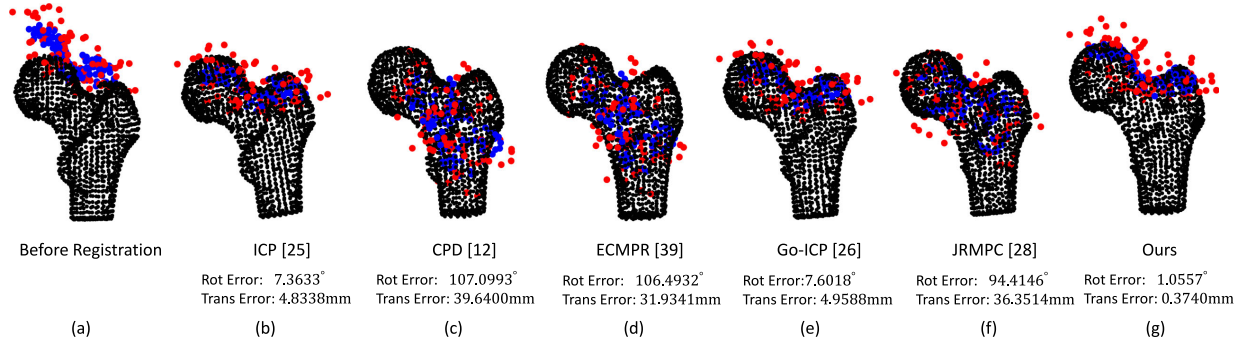 Before Registration
(a)
ICP [25]
Rot Error: 7.3633°
Trans Error: 4.8338mm
(b)
CPD [12]
Rot Error: 107.0993°
Trans Error: 39.6400mm
(c)
ECMPR [39]
Rot Error: 106.4932°
Trans Error: 31.9341mm
(d)
Go-ICP [26]
Rot Error:7.6018°
Trans Error: 4.9588mm
(e)
JRMPC [28]
Rot Error: 94.4146°
Trans Error: 36.3514mm
(f)
Ours
Rot Error: 1.0557°
Trans Error: 0.3740mm
(g)